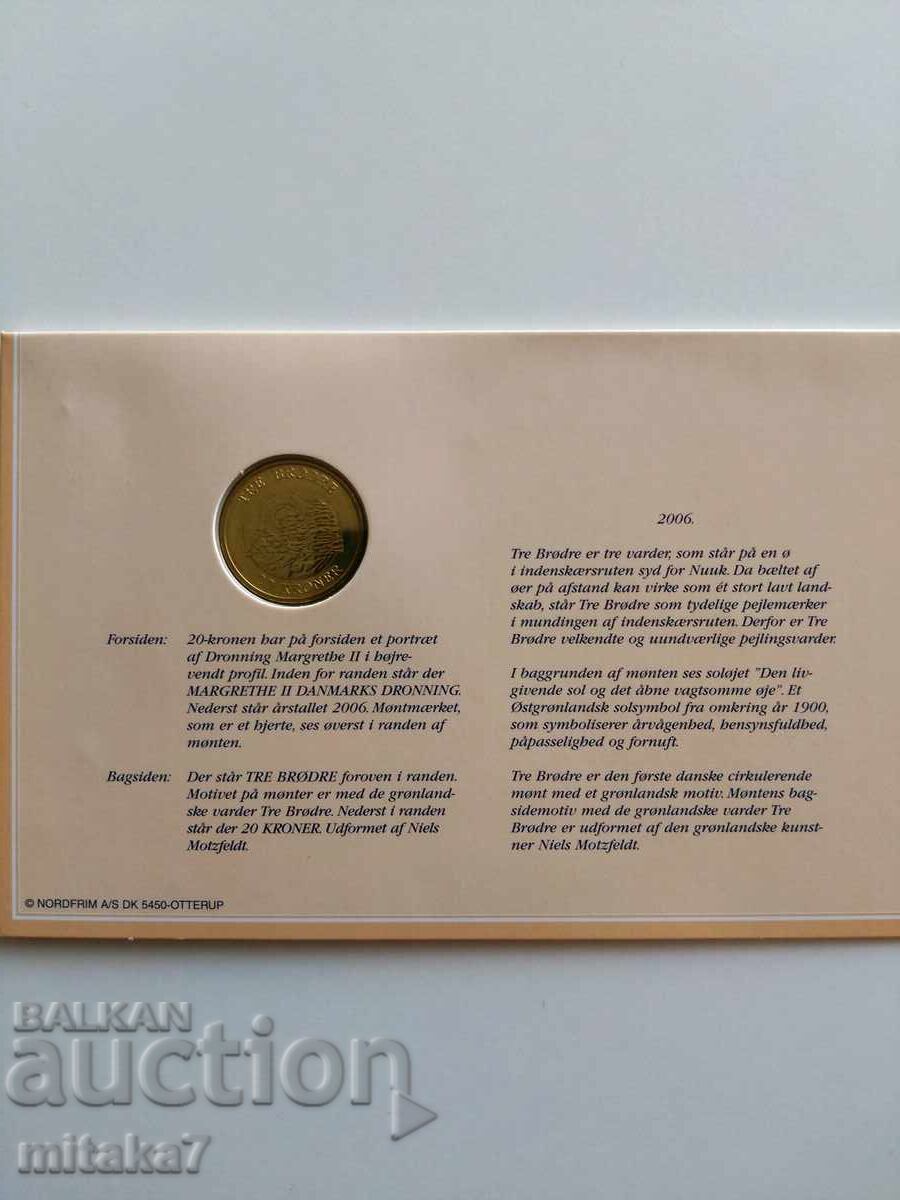 TRE BRØDRE
20 KRONER
Forsiden: 20-kronen har på forsiden et portræt
af Dronning Margrethe II i højre-
vendt profil. Inden for randen står der
MARGRETHE II DANMARKS DRONNING.
Nederst står årstallet 2006. Møntmærket,
som er et hjerte, ses øverst i randen af
mønten.
Bagsiden: Der står TRE BRØDRE foroven i randen.
Motivet på mønter er med de grønland-
ske varder Tre Brødre. Nederst i randen
står der 20 KRONER. Udformet af Niels
Motzfeldt.
© NORDFRIM A/S DK 5450-OTTERUP
2006.
Tre Brødre er tre varder, som står på en ø
i indenskærsruten syd for Nuuk. Da bæltet af
øer på afstand kan virke som ét stort lavt land-
skab, står Tre Brødre som tydelige pejlemærker
i mundingen af indenskærsruten. Derfor er Tre
Brødre velkendte og uundværlige pejlingsvarder.
I baggrunden af mønten ses soløjet "Den liv-
givende sol og det åbne vagtsomme øje". Et
Østgrønlandsk solsymbol fra omkring år 1900,
som symboliserer årvågenhed, hensynsfuldhed,
påpasselighed og fornuft.
Tre Brødre er den første danske cirkulerende
mønt med et grønlandsk motiv. Møntens bag-
sidemotiv med de grønlandske varder Tre
Brødre er udformet af den grønlandske kunst-
ner Niels Motzfeldt.
BALKAN
auction
mitaka7